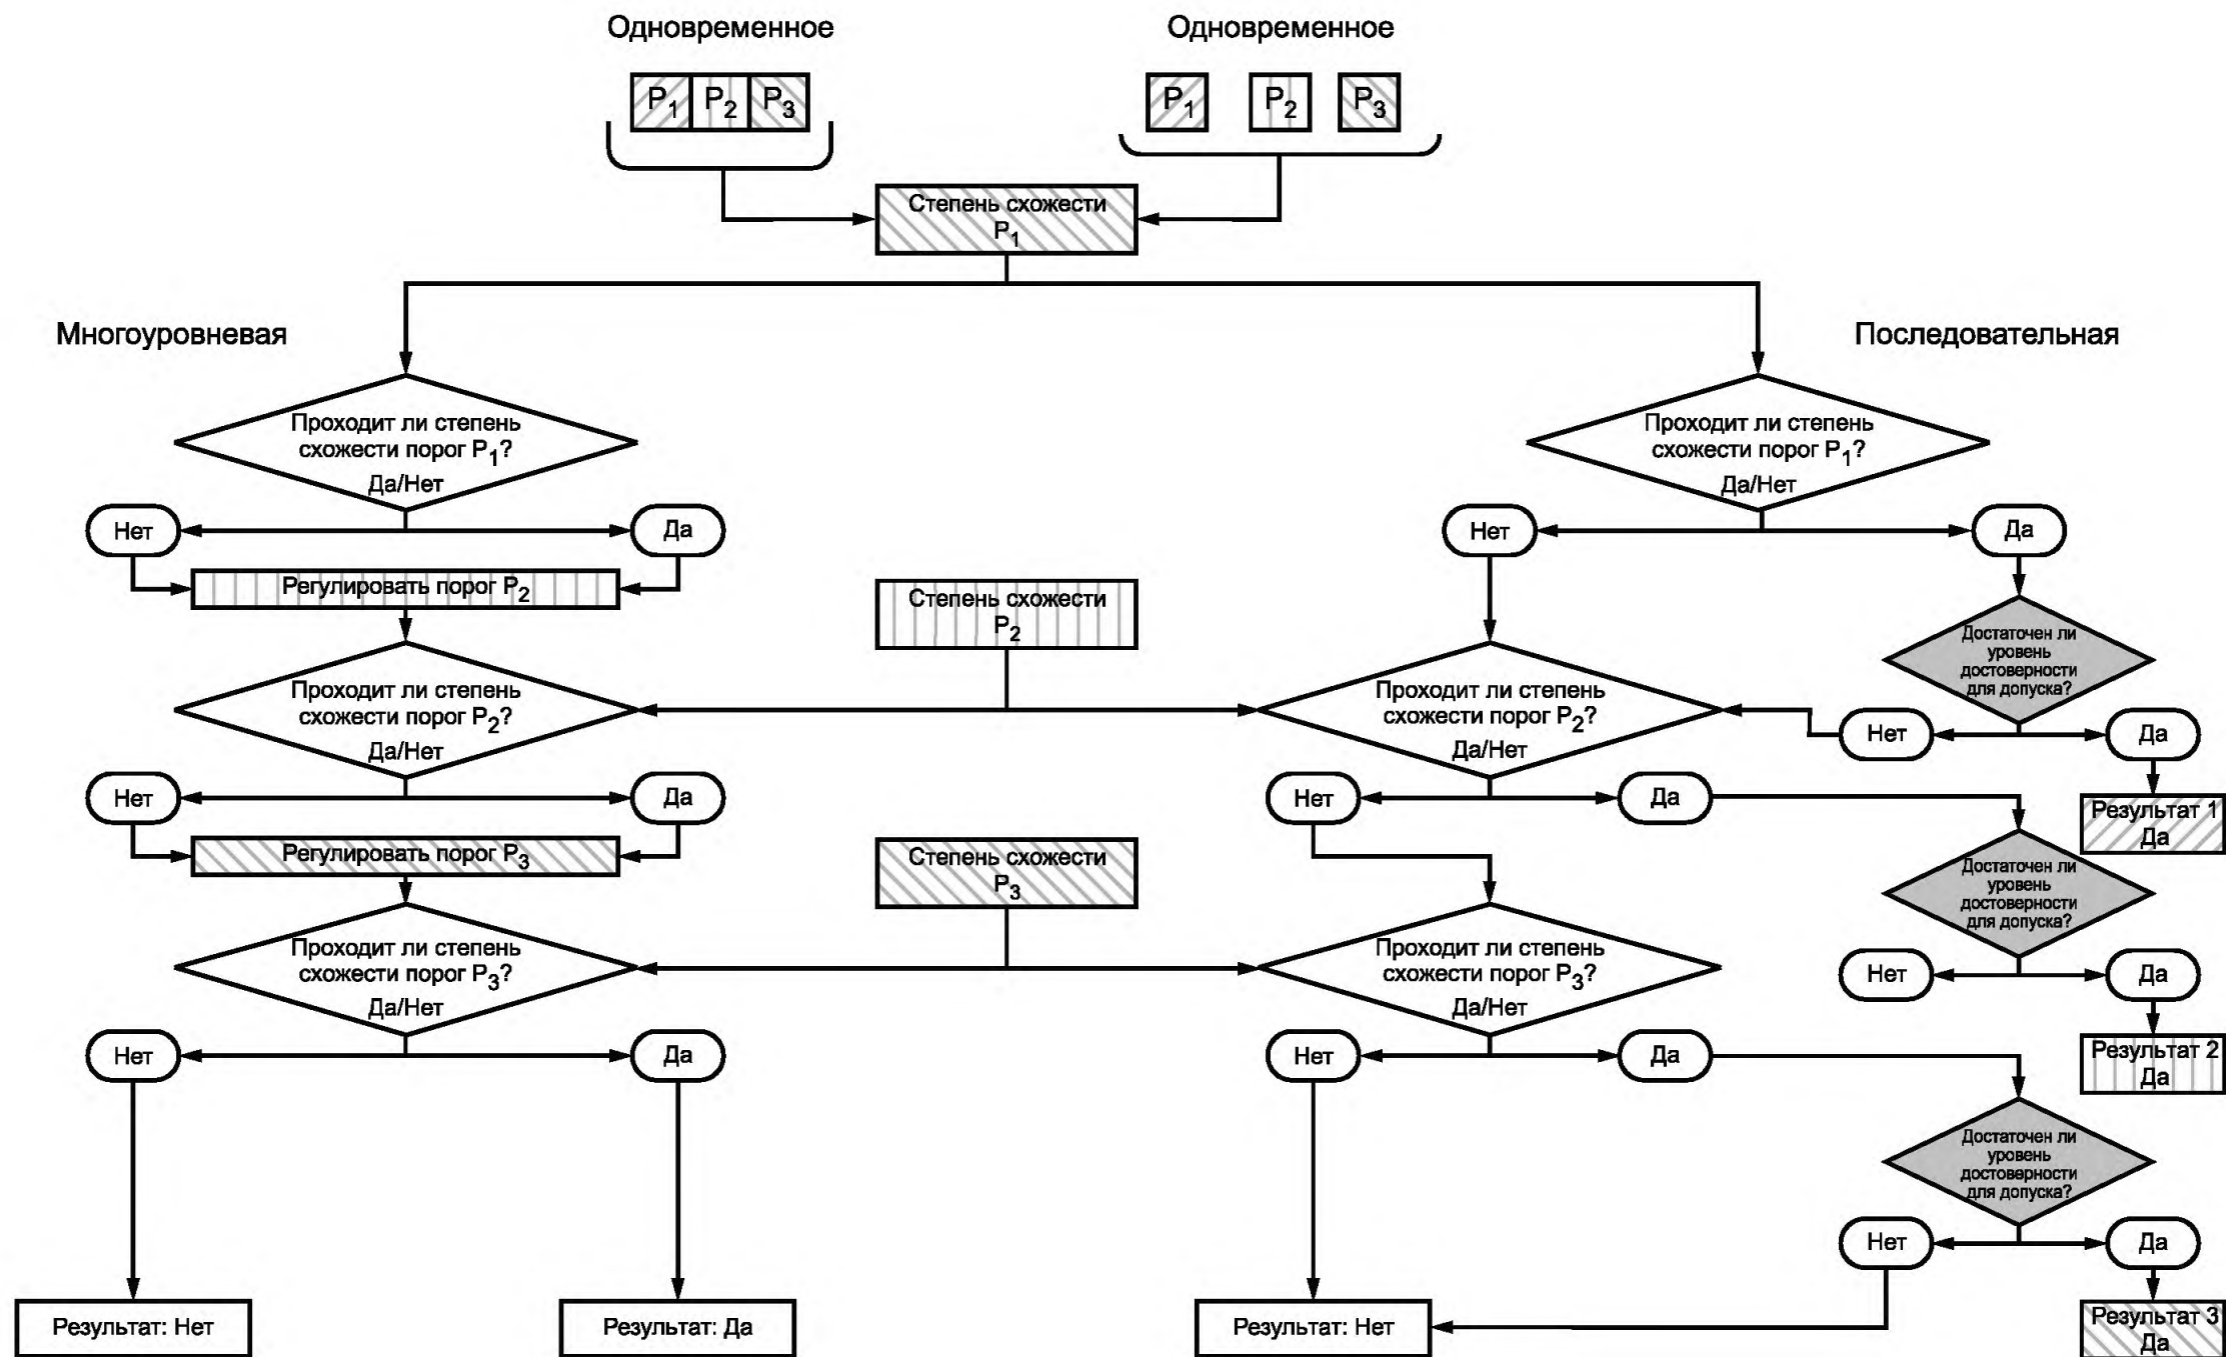 Одновременное
Одновременное
P1 P2 P3
P1 P2 P3
Степень схожести
P1
Многоуровневая
Последовательная
Проходит ли степень
схожести порог P1?
Да/Нет
Проходит ли степень
схожести порог P1?
Да/Нет
Нет
Да
Нет
Да
Регулировать порог P2
Степень схожести
P2
Достаточен ли
уровень
достоверности
для допуска?
Проходит ли степень
схожести порог P2?
Да/Нет
Проходит ли степень
схожести порог P2?
Да/Нет
Нет
Да
Нет
Да
Нет
Да
Результат 1
Да
Регулировать порог P3
Степень схожести
P3
Достаточен ли
уровень
достоверности
для допуска?
Проходит ли степень
схожести порог P3?
Да/Нет
Проходит ли степень
схожести порог P3?
Да/Нет
Нет
Да
Нет
Да
Нет
Да
Результат 2
Да
Достаточен ли
уровень
достоверности
для допуска?
Нет
Да
Результат: Нет
Результат: Да
Результат: Нет
Результат 3
Да